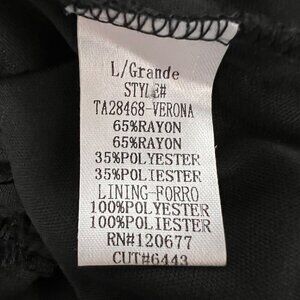 L/Grande
STYLE#
TA28468-VERONA
65%RAYON
65%RAYON
35%POLYESTER
35%POLIESTER
LINING-FORRO
100%POLYESTER
100%POLIESTER
RN#120677
CUT#6443